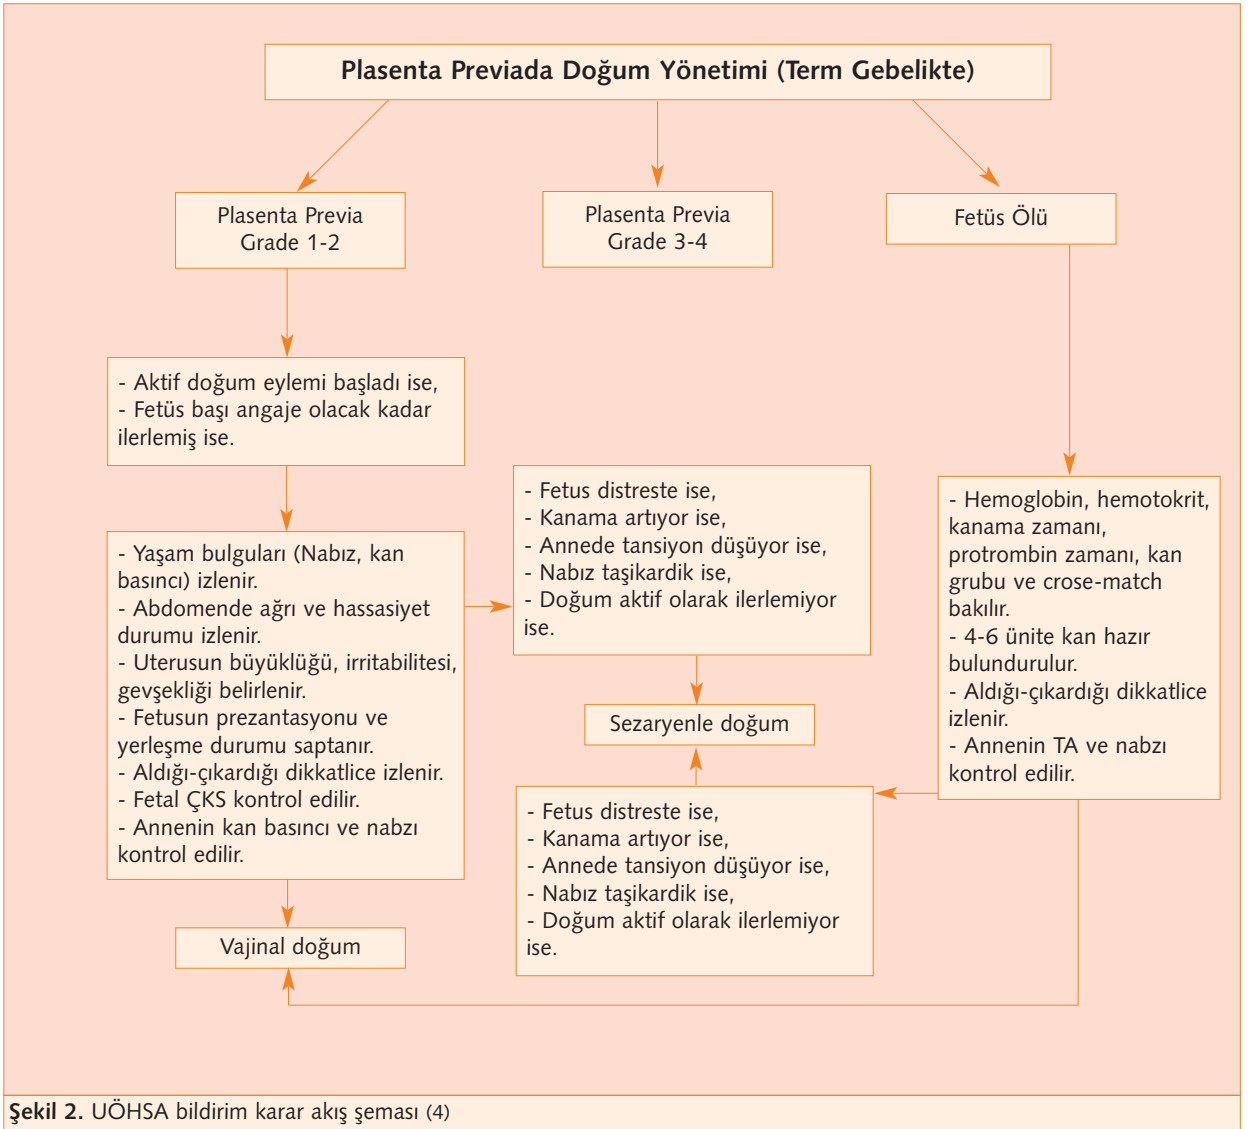 Plasenta Previada Doğum Yönetimi (Term Gebelikte)
Plasenta Previa
Grade 1-2
Plasenta Previa
Grade 3-4
Fetüs Ölü
- Aktif doğum eylemi başladı ise,
- Fetüs başı angaje olacak kadar
ilerlemiş ise.
- Yaşam bulguları (Nabız, kan
basıncı) izlenir.
- Abdomende ağrı ve hassasiyet
durumu izlenir.
- Uterusun büyüklüğü, irritabilitesi,
gevşekliği belirlenir.
- Fetusun prezantasyonu ve
yerleşme durumu saptanır.
- Aldığı-çıkardığı dikkatlice izlenir.
- Fetal ÇKS kontrol edilir.
- Annenin kan basıncı ve nabzı
kontrol edilir.
Vajinal doğum
- Fetus distreste ise,
- Kanama artıyor ise,
- Annede tansiyon düşüyor ise,
- Nabız taşikardik ise,
- Doğum aktif olarak ilerlemiyor
ise.
Sezaryenle doğum
- Fetus distreste ise,
- Kanama artıyor ise,
- Annede tansiyon düşüyor ise,
- Nabız taşikardik ise,
- Doğum aktif olarak ilerlemiyor
ise.
- Hemoglobin, hemotokrit,
kanama zamanı,
protrombin zamanı, kan
grubu ve crose-match
bakılır.
- 4-6 ünite kan hazır
bulundurulur.
- Aldığı-çıkardığı dikkatlice
izlenir.
- Annenin TA ve nabzı
kontrol edilir.
Şekil 2. UÖHSA bildirim karar akış şeması (4)